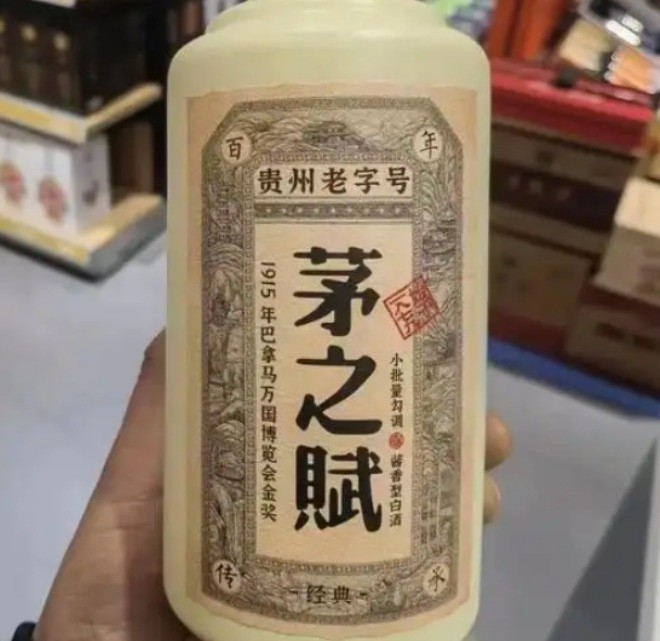 百 年
贵州老字号
茅之賦
1915年巴拿马万国博览会金奖
小批量勾调 酱香型白酒
传 承
-经典-